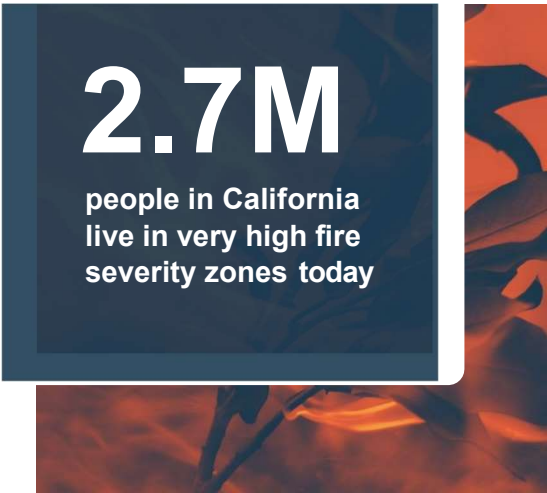 2.7M
people in California
live in very high fire
severity zones today